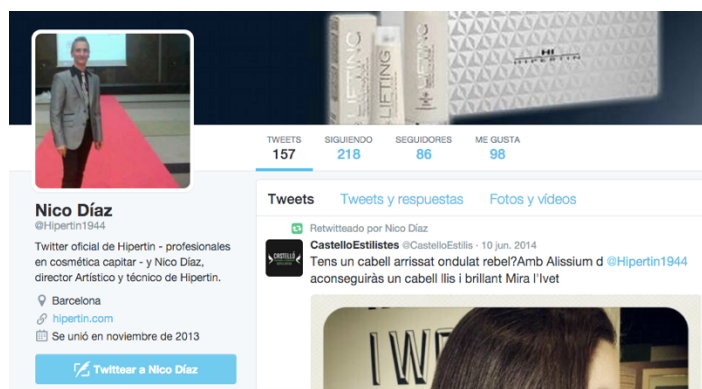 LIFTING
LIFTING
HI
HIPERTIN
TWEETS
157
SIGUIENDO
218
SEGUIDORES
86
ME GUSTA
98
Nico Díaz
@Hipertin1944
Twitter oficial de Hipertin - profesionales
en cosmética capitar - y Nico Díaz,
director Artístico y técnico de Hipertin.
Barcelona
hipertin.com
Se unió en noviembre de 2013
Twittear a Nico Díaz
Tweets Tweets y respuestas Fotos y vídeos
Retwitteado por Nico Díaz
CastelloEstilistes @CastelloEstilis · 10 jun. 2014
CASTELLÓ
Tens un cabell arrissat ondulat rebel?Amb Alissium d @Hipertin1944
aconseguiràs un cabell llis i brillant Mira l'Ivet